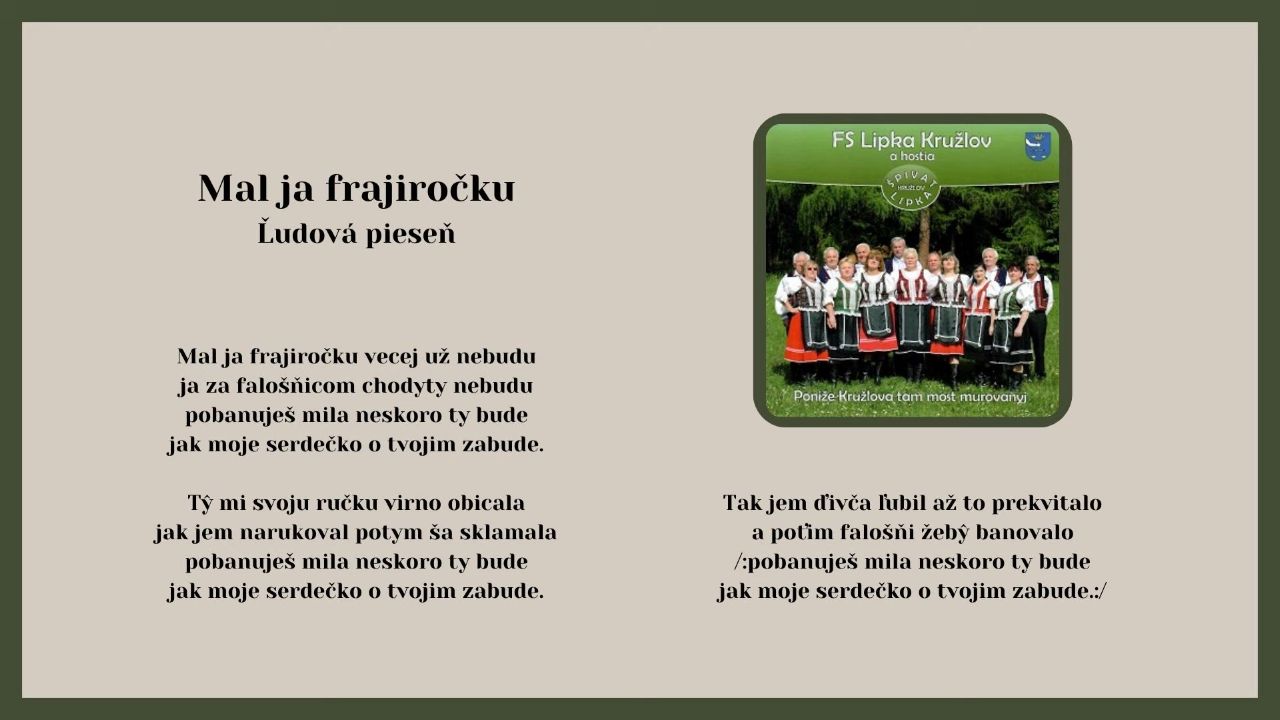 Mal ja frajiročku
Ľudová pieseň
Mal ja frajiročku vecej už nebudu
ja za falošňicom chodyty nebudu
pobanuješ mila neskoro ty bude
jak moje serdečko o tvojim zabude.
Tŷ mi svoju ručku virno obicala
jak jem narukoval potym ša sklamala
pobanuješ mila neskoro ty bude
jak moje serdečko o tvojim zabude.
FS Lipka Kružlov
a hostia
ŠPIVAT
KRUŽLOV
LIPKA
Poniže Kružlova tam most murovanyj
Tak jem ďivča ľubil až to prekvitalo
a poťim falošňi žebŷ banovalo
/:pobanuješ mila neskoro ty bude
jak moje serdečko o tvojim zabude.:/